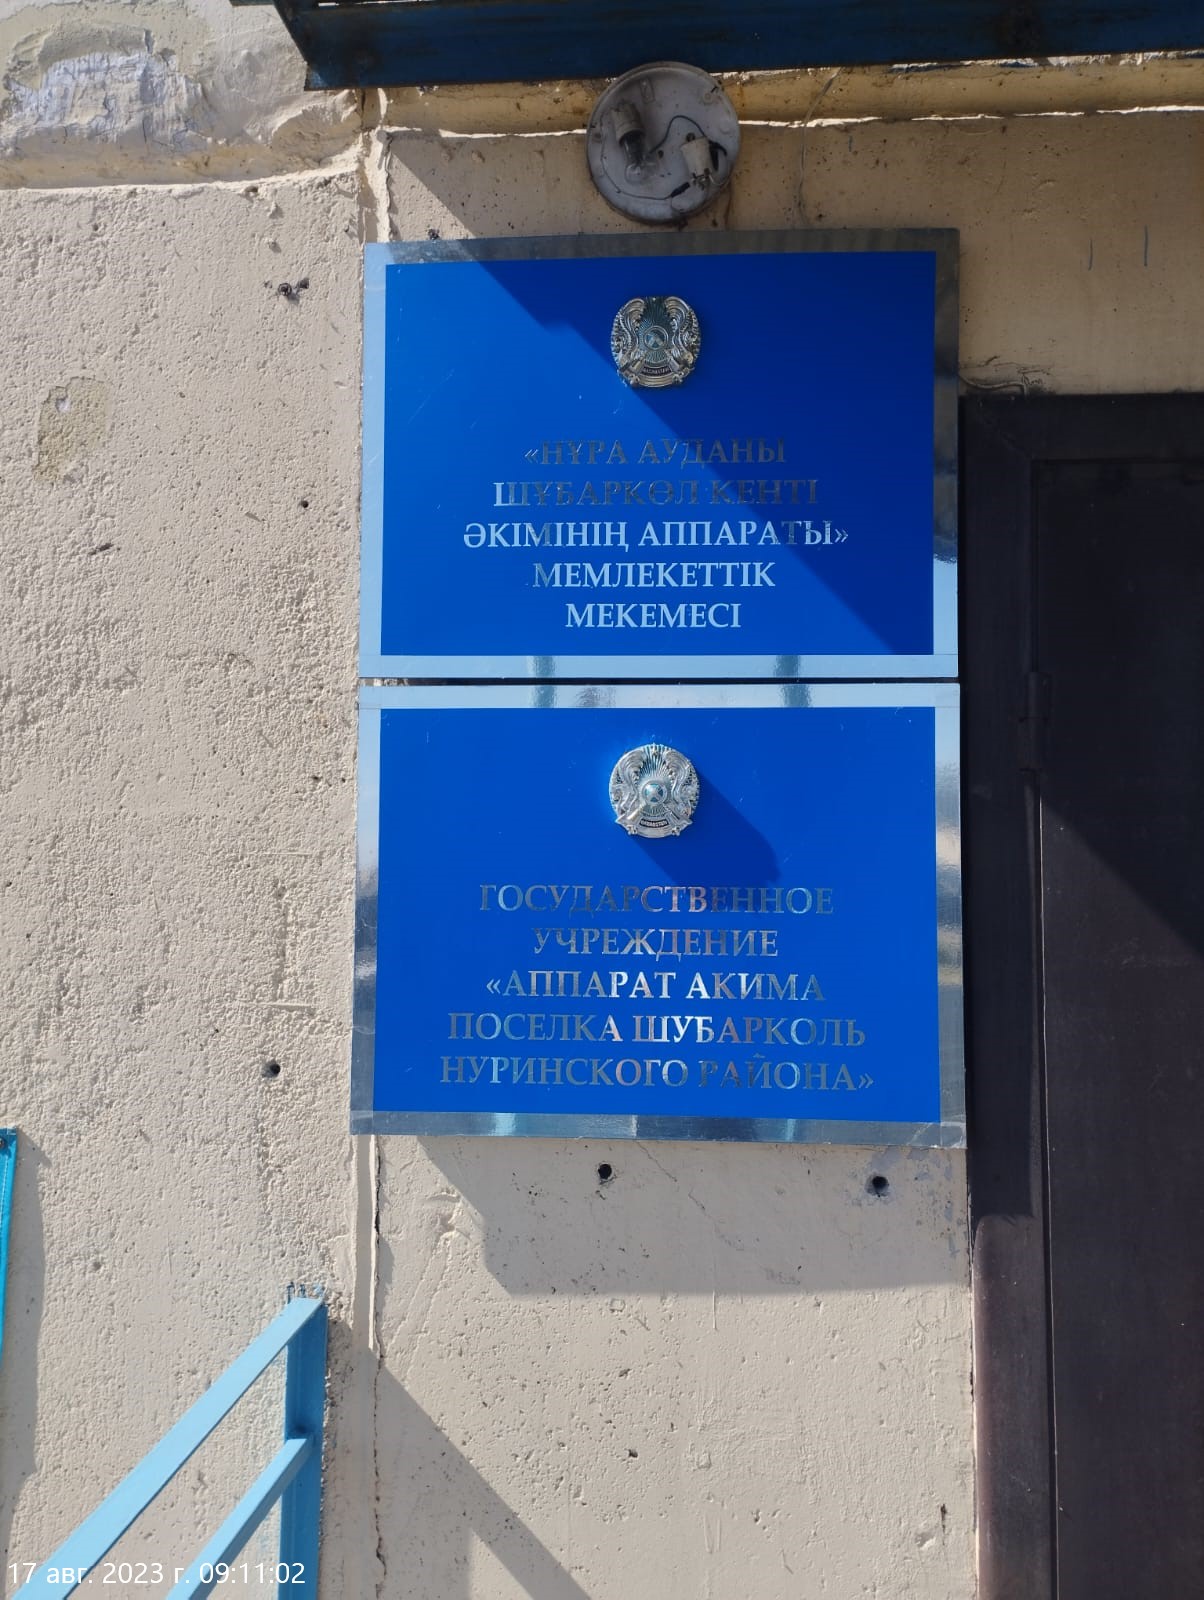 «НҰРА АУДАНЫ
ШҰБАРКӨЛ КЕНТІ
ӘКІМІНІҢ АППАРАТЫ»
МЕМЛЕКЕТТІК
МЕКЕМЕСІ
ГОСУДАРСТВЕННОЕ
УЧРЕЖДЕНИЕ
«АППАРАТ АКИМА
ПОСЕЛКА ШУБАРКОЛЬ
НУРИНСКОГО РАЙОНА»
17 авг. 2023 г. 09:11:02